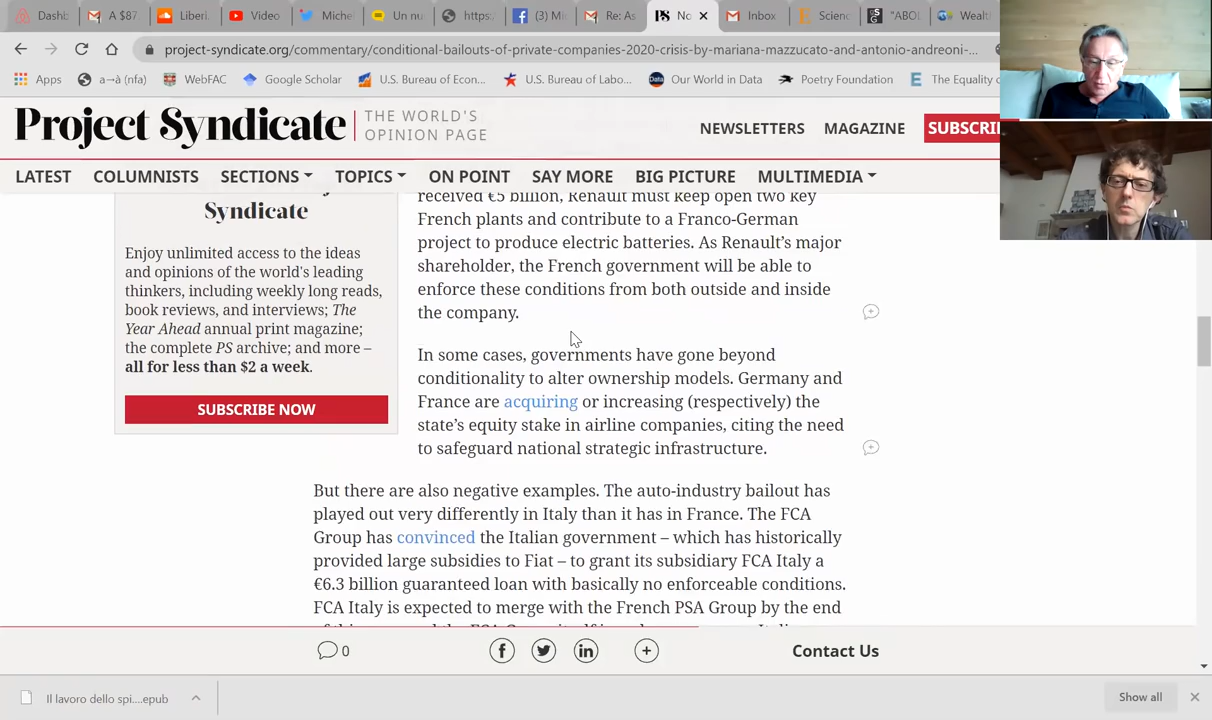 Dashb
A $87
Liberi.
Video
Miche
Un nu
https:
(3) Mi
Re: As
No
Inbox
Scienc
"ABOL
Wealt
project-syndicate.org/commentary/conditional-bailouts-of-private-companies-2020-crisis-by-mariana-mazzucato-and-antonio-andreoni-...
Apps
a→à (nfa)
WebFAC
Google Scholar
U.S. Bureau of Econ...
U.S. Bureau of Labo...
Our World in Data
Poetry Foundation
The Equality o
Project Syndicate
THE WORLD'S
OPINION PAGE
NEWSLETTERS
MAGAZINE
SUBSCRI
LATEST
COLUMNISTS
SECTIONS
TOPICS
ON POINT
SAY MORE
BIG PICTURE
MULTIMEDIA
Syndicate
Enjoy unlimited access to the ideas
and opinions of the world's leading
thinkers, including weekly long reads,
book reviews, and interviews; The
Year Ahead annual print magazine;
the complete PS archive; and more –
all for less than $2 a week.
SUBSCRIBE NOW
received €5 billion, Renault must keep open two key
French plants and contribute to a Franco-German
project to produce electric batteries. As Renault's major
shareholder, the French government will be able to
enforce these conditions from both outside and inside
the company.
In some cases, governments have gone beyond
conditionality to alter ownership models. Germany and
France are acquiring or increasing (respectively) the
state's equity stake in airline companies, citing the need
to safeguard national strategic infrastructure.
But there are also negative examples. The auto-industry bailout has
played out very differently in Italy than it has in France. The FCA
Group has convinced the Italian government – which has historically
provided large subsidies to Fiat – to grant its subsidiary FCA Italy a
€6.3 billion guaranteed loan with basically no enforceable conditions.
FCA Italy is expected to merge with the French PSA Group by the end
0
Contact Us
Il lavoro dello spi....epub
Show all